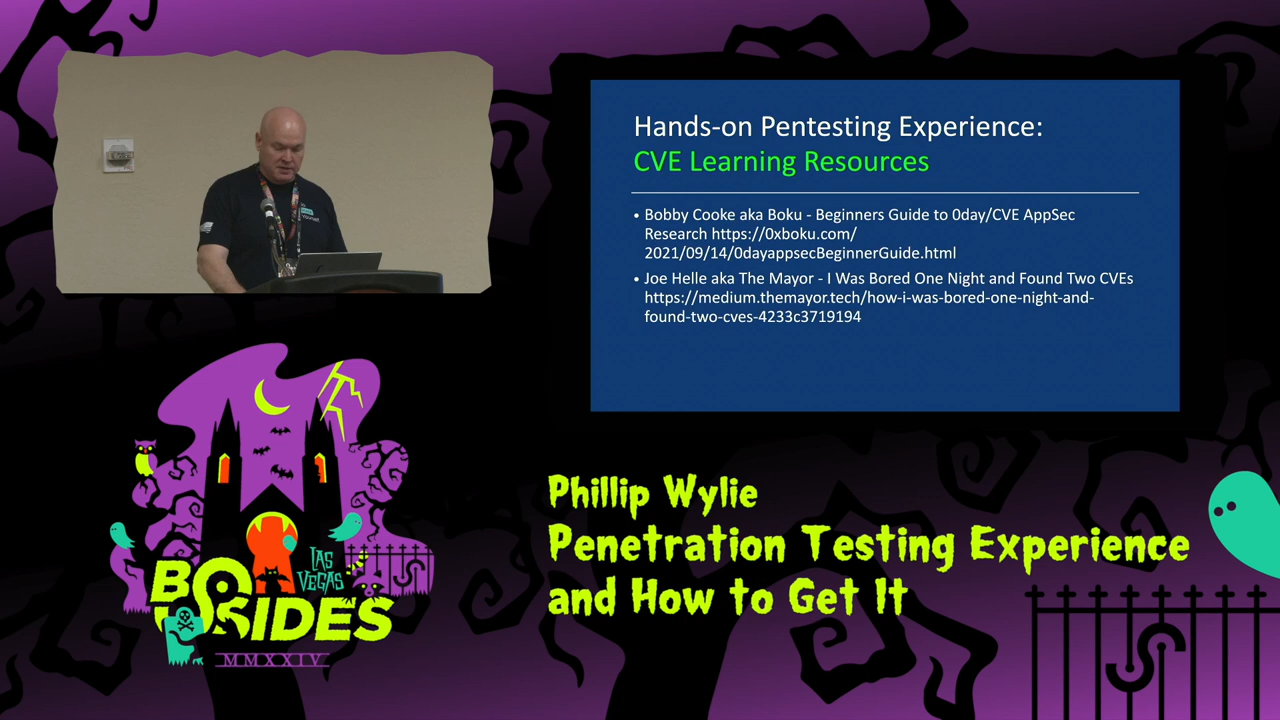 Hands-on Pentesting Experience:
CVE Learning Resources
• Bobby Cooke aka Boku - Beginners Guide to 0day/CVE AppSec
Research https://0xboku.com/
2021/09/14/0dayappsecBeginnerGuide.html
• Joe Helle aka The Mayor - I Was Bored One Night and Found Two CVEs
https://medium.themayor.tech/how-i-was-bored-one-night-and-
found-two-cves-4233c3719194
LAS
VEGAS
BSIDES
MMXXIV
Phillip Wylie
Penetration Testing Experience
and How to Get It